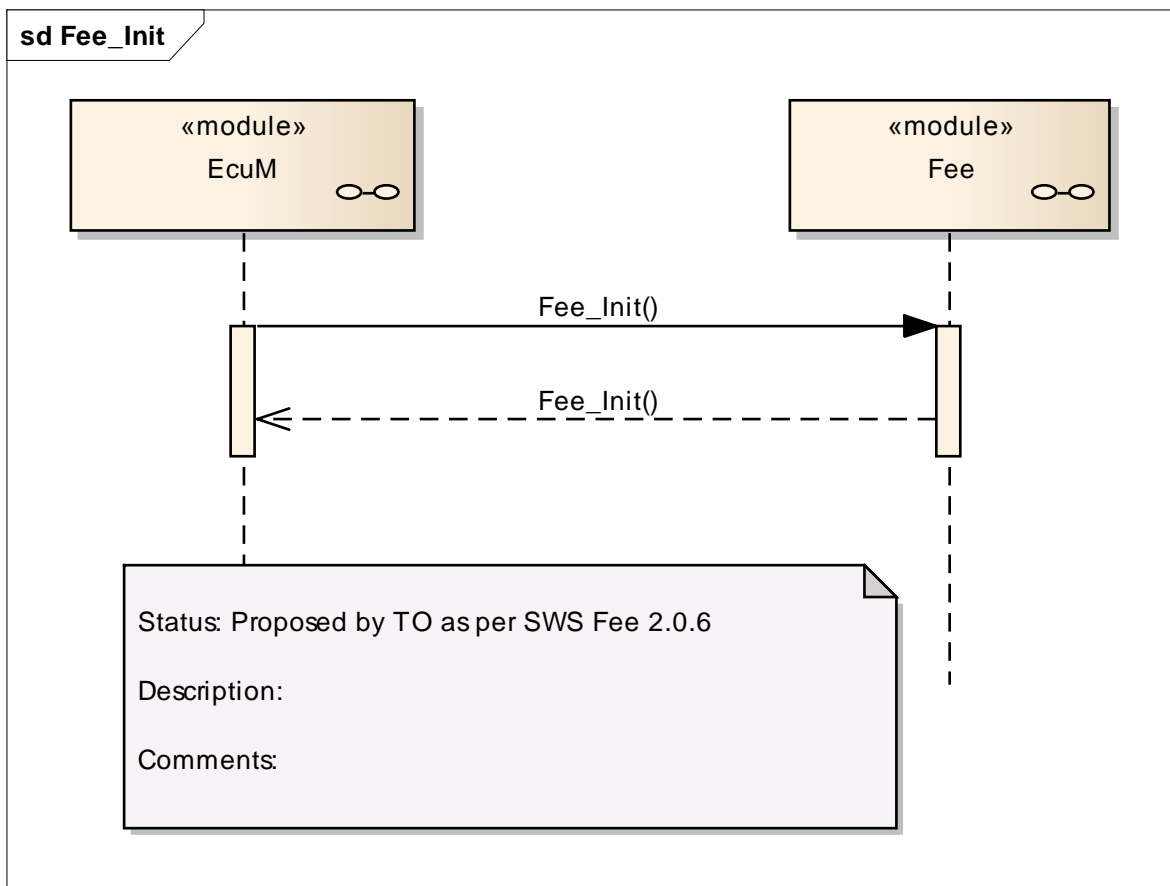 sd Fee_Init
«module»
EcuM
«module»
Fee
Fee_Init()
Fee_Init()
Status: Proposed by TO as per SWS Fee 2.0.6
Description:
Comments: